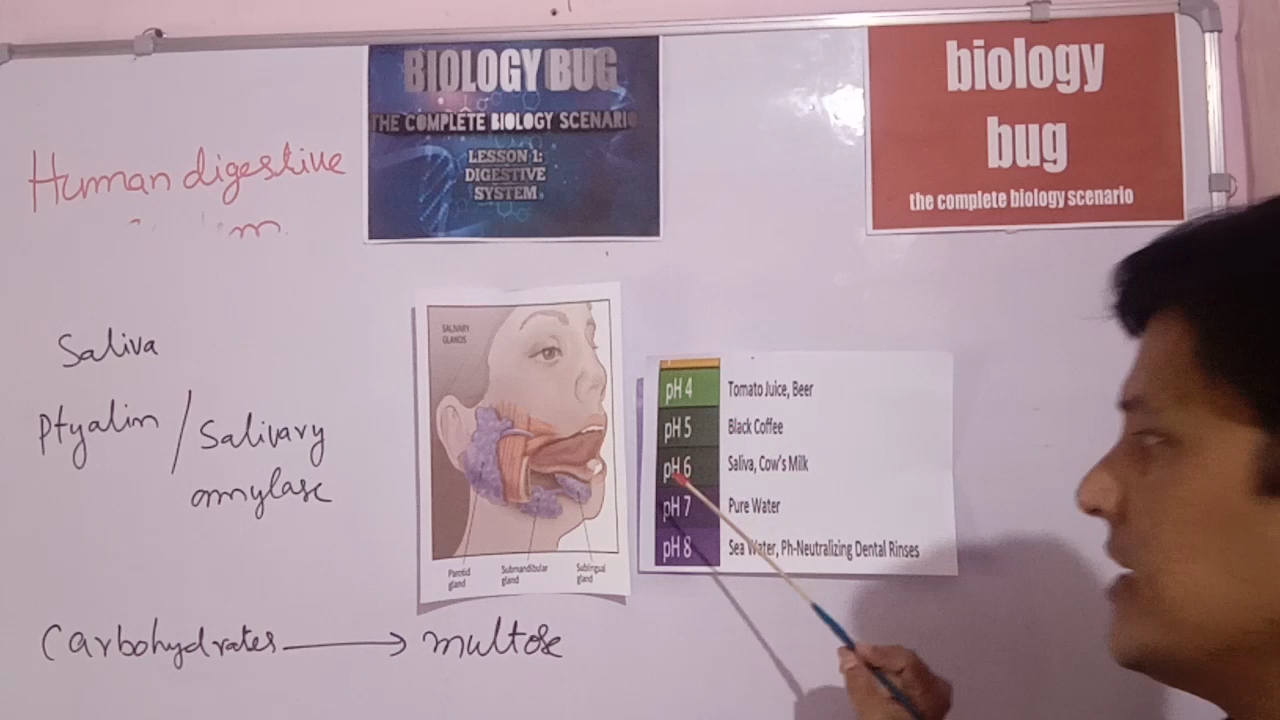 Human digestive
BIOLOGY BUG
THE COMPLETE BIOLOGY SCENARIO
LESSON 1:
DIGESTIVE
SYSTEM
biology
bug
the complete biology scenario
Saliva
Ptyalin / Salivary
amylase
SALIVARY
GLANDS
Parotid
gland
Submandibular
gland
Sublingual
gland
pH 4 Tomato Juice, Beer
pH 5 Black Coffee
pH 6 Saliva, Cow's Milk
pH 7 Pure Water
pH 8 Sea Water, Ph-Neutralizing Dental Rinses
Carbohydrates → multose